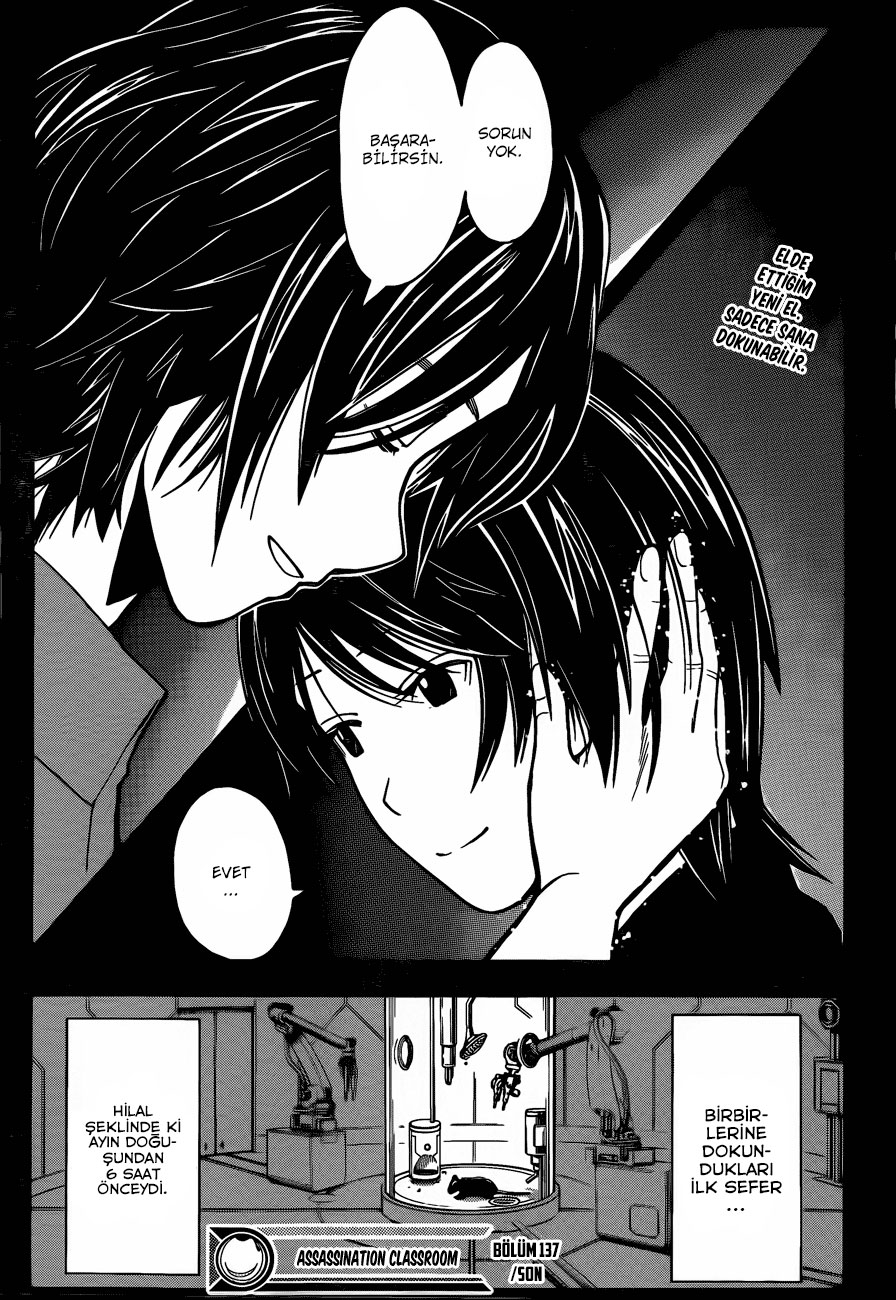 SORUN
YOK.
BAŞARA-
BİLİRSİN.
ELDE
ETTİĞİM
YENİ EL,
SADECE SANA
DOKUNABİLİR.
EVET
...
BİRBİR-
LERİNE
DOKUN-
DUKLARI
İLK SEFER
...
HİLAL
ŞEKLİNDE Kİ
AYIN DOĞU-
ŞUNDAN
6 SAAT
ÖNCEYDİ.
ASSASSINATION CLASSROOM
BÖLÜM 137
/SON